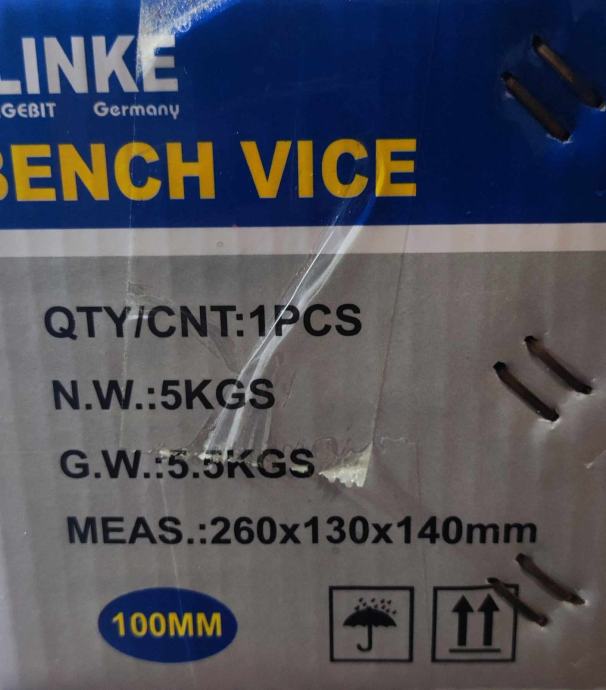 LINKE
GEBIT Germany
BENCH VICE
QTY/CNT:1PCS
N.W.:5KGS
G.W.:5.5KGS
MEAS.:260x130x140mm
100MM